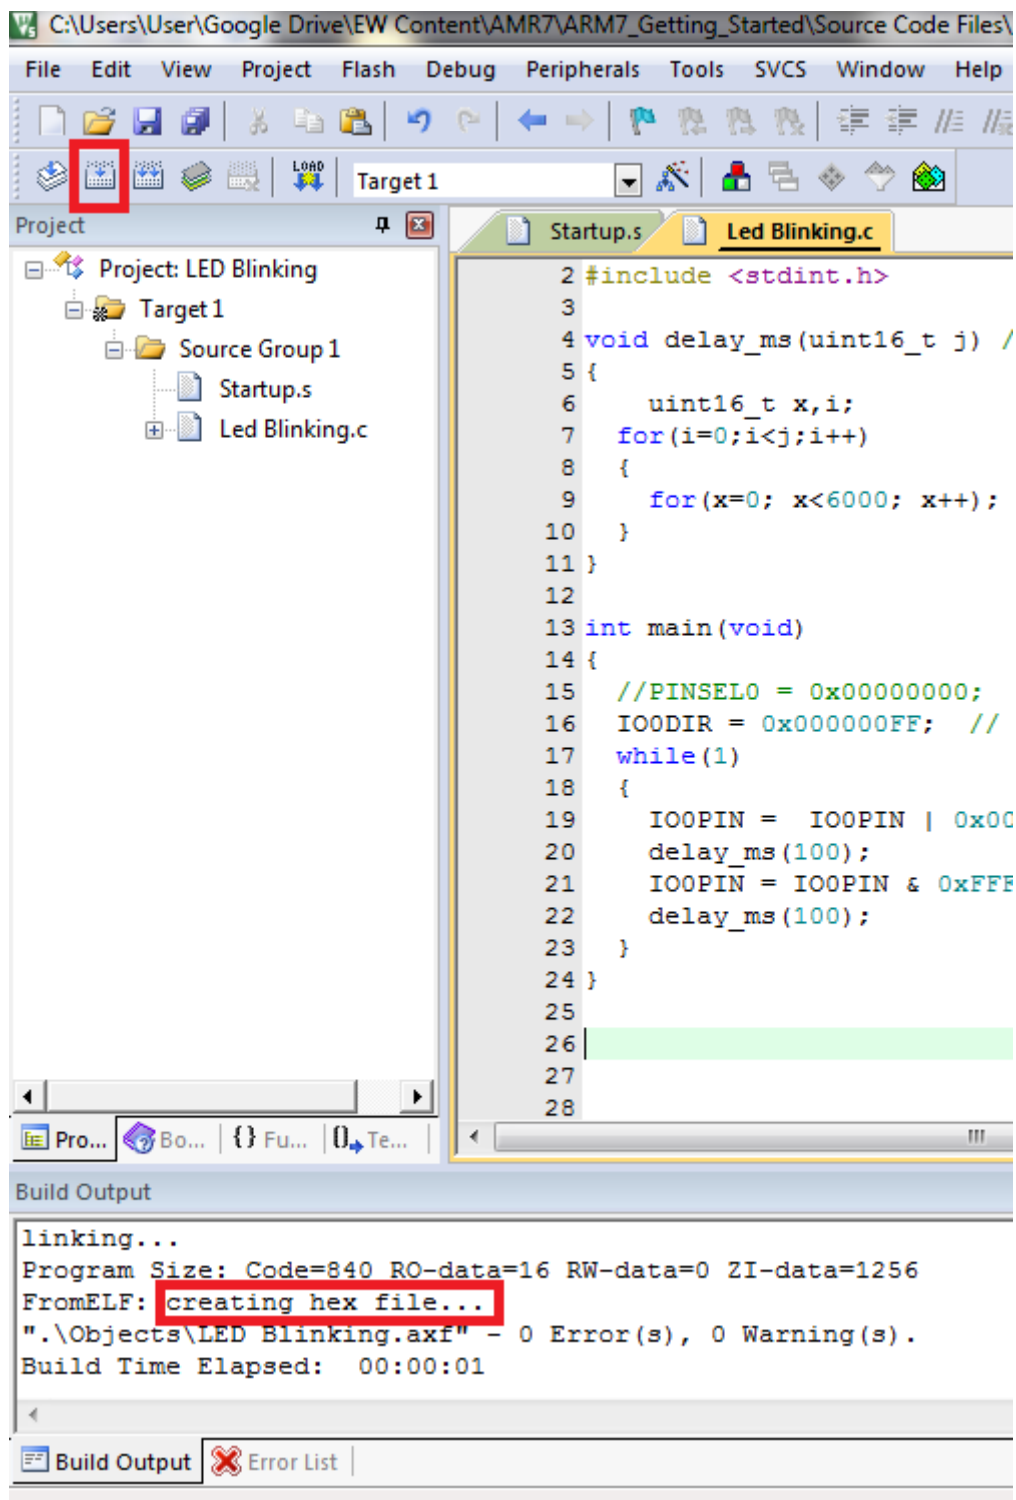 C:\Users\User\Google Drive\EW Content\AMR7\ARM7_Getting_Started\Source Code Files\
File Edit View Project Flash Debug Peripherals Tools SVCS Window Help
LOAD
Target 1
Project
Startup.s Led Blinking.c
Project: LED Blinking
Target 1
Source Group 1
Startup.s
Led Blinking.c
2 #include <stdint.h>
3
4 void delay_ms(uint16_t j) /
5 {
6 uint16_t x,i;
7 for(i=0;i<j;i++)
8 {
9 for(x=0; x<6000; x++);
10 }
11 }
12
13 int main(void)
14 {
15 //PINSEL0 = 0x00000000;
16 IO0DIR = 0x000000FF; //
17 while(1)
18 {
19 IO0PIN = IO0PIN | 0x00
20 delay_ms(100);
21 IO0PIN = IO0PIN & 0xFFF
22 delay_ms(100);
23 }
24 }
25
26
27
28
Pro... Bo... {} Fu... Te...
Build Output
linking...
Program Size: Code=840 RO-data=16 RW-data=0 ZI-data=1256
FromELF: creating hex file...
".\Objects\LED Blinking.axf" - 0 Error(s), 0 Warning(s).
Build Time Elapsed: 00:00:01
Build Output Error List